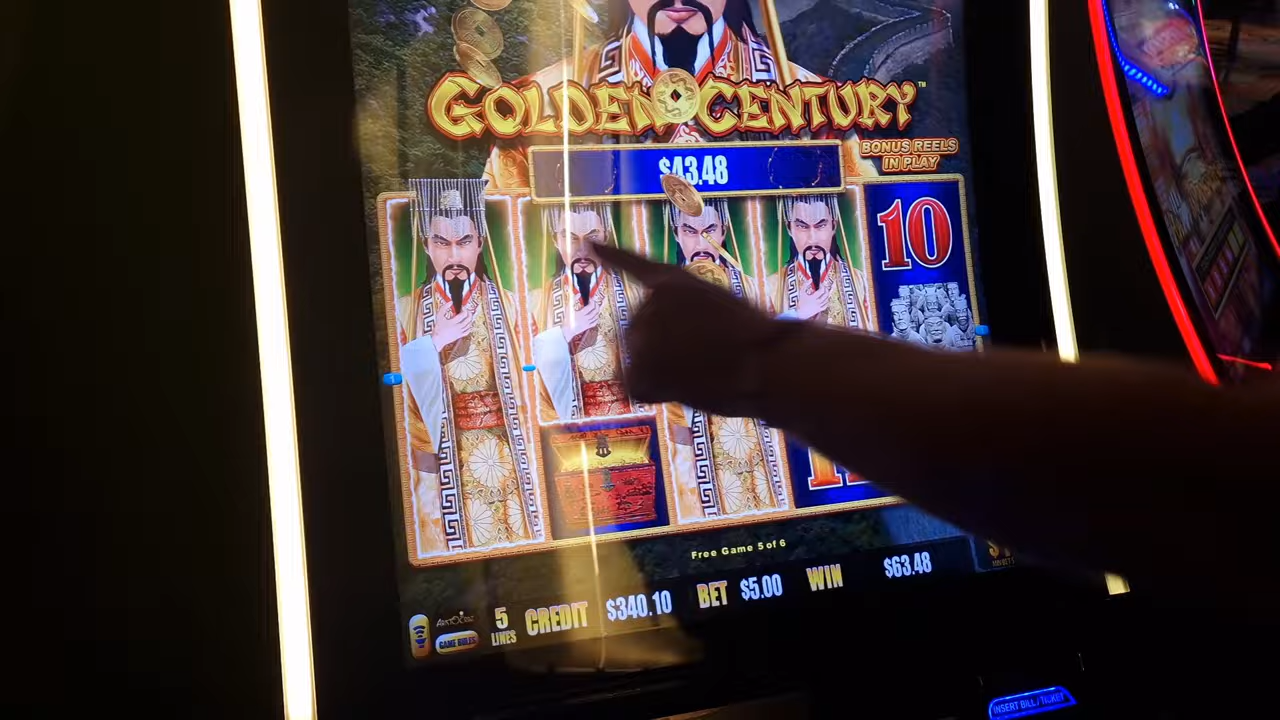 GOLDEN CENTURY™
BONUS REELS
IN PLAY
$43.48
10
Free Game 5 of 6
5
LINES
CREDIT $340.10 BET $5.00 WIN $63.48
GAME RULES
INSERT BILL / TICKET